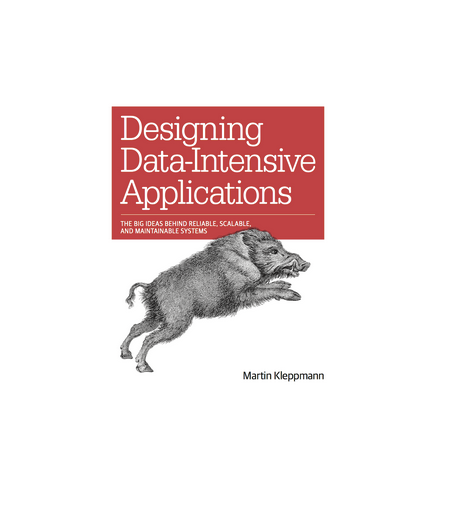 Designing
Data-Intensive
Applications
THE BIG IDEAS BEHIND RELIABLE, SCALABLE,
AND MAINTAINABLE SYSTEMS
Martin Kleppmann